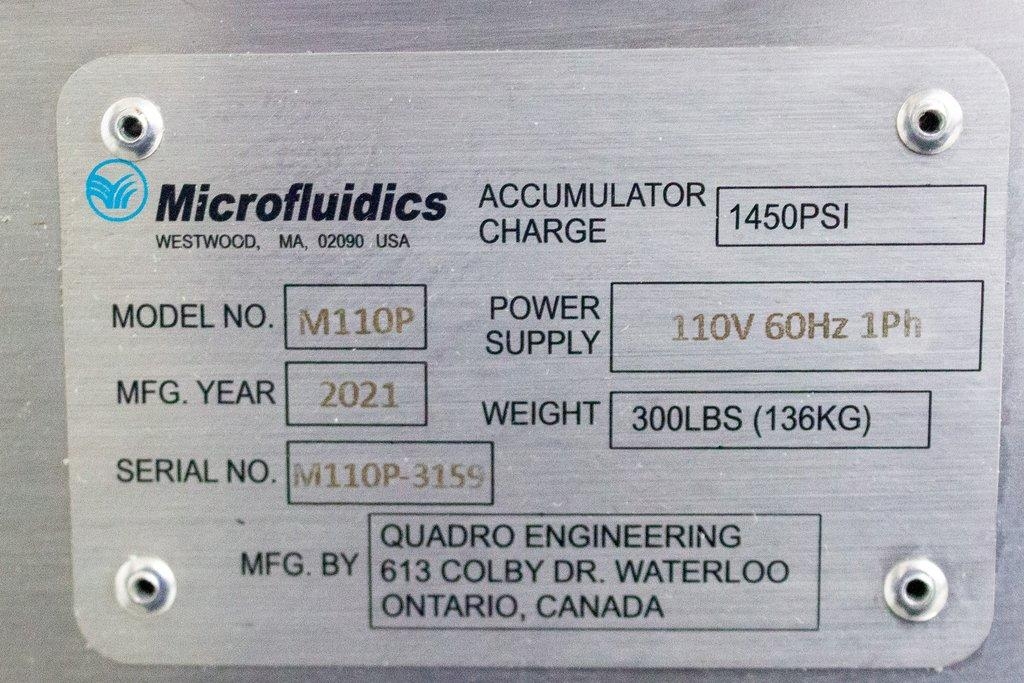 Microfluidics
WESTWOOD, MA, 02090 USA
ACCUMULATOR
CHARGE
1450PSI
MODEL NO. M110P
POWER
SUPPLY
110V 60Hz 1Ph
MFG. YEAR 2021
WEIGHT 300LBS (136KG)
SERIAL NO. M110P-3159
MFG. BY
QUADRO ENGINEERING
613 COLBY DR. WATERLOO
ONTARIO, CANADA